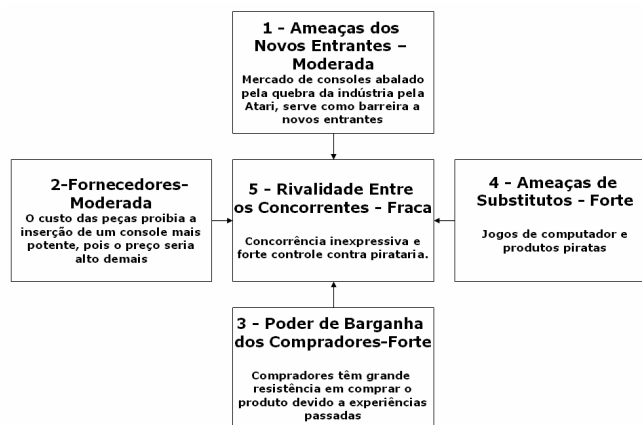 1 - Ameaças dos
Novos Entrantes –
Moderada
Mercado de consoles abalado
pela quebra da indústria pela
Atari, serve como barreira a
novos entrantes
2-Fornecedores-
Moderada
O custo das peças proibia a
inserção de um console mais
potente, pois o preço seria
alto demais
5 - Rivalidade Entre
os Concorrentes - Fraca
Concorrência inexpressiva e
forte controle contra pirataria.
4 - Ameaças de
Substitutos - Forte
Jogos de computador e
produtos piratas
3 - Poder de Barganha
dos Compradores-Forte
Compradores têm grande
resistência em comprar o
produto devido a experiências
passadas